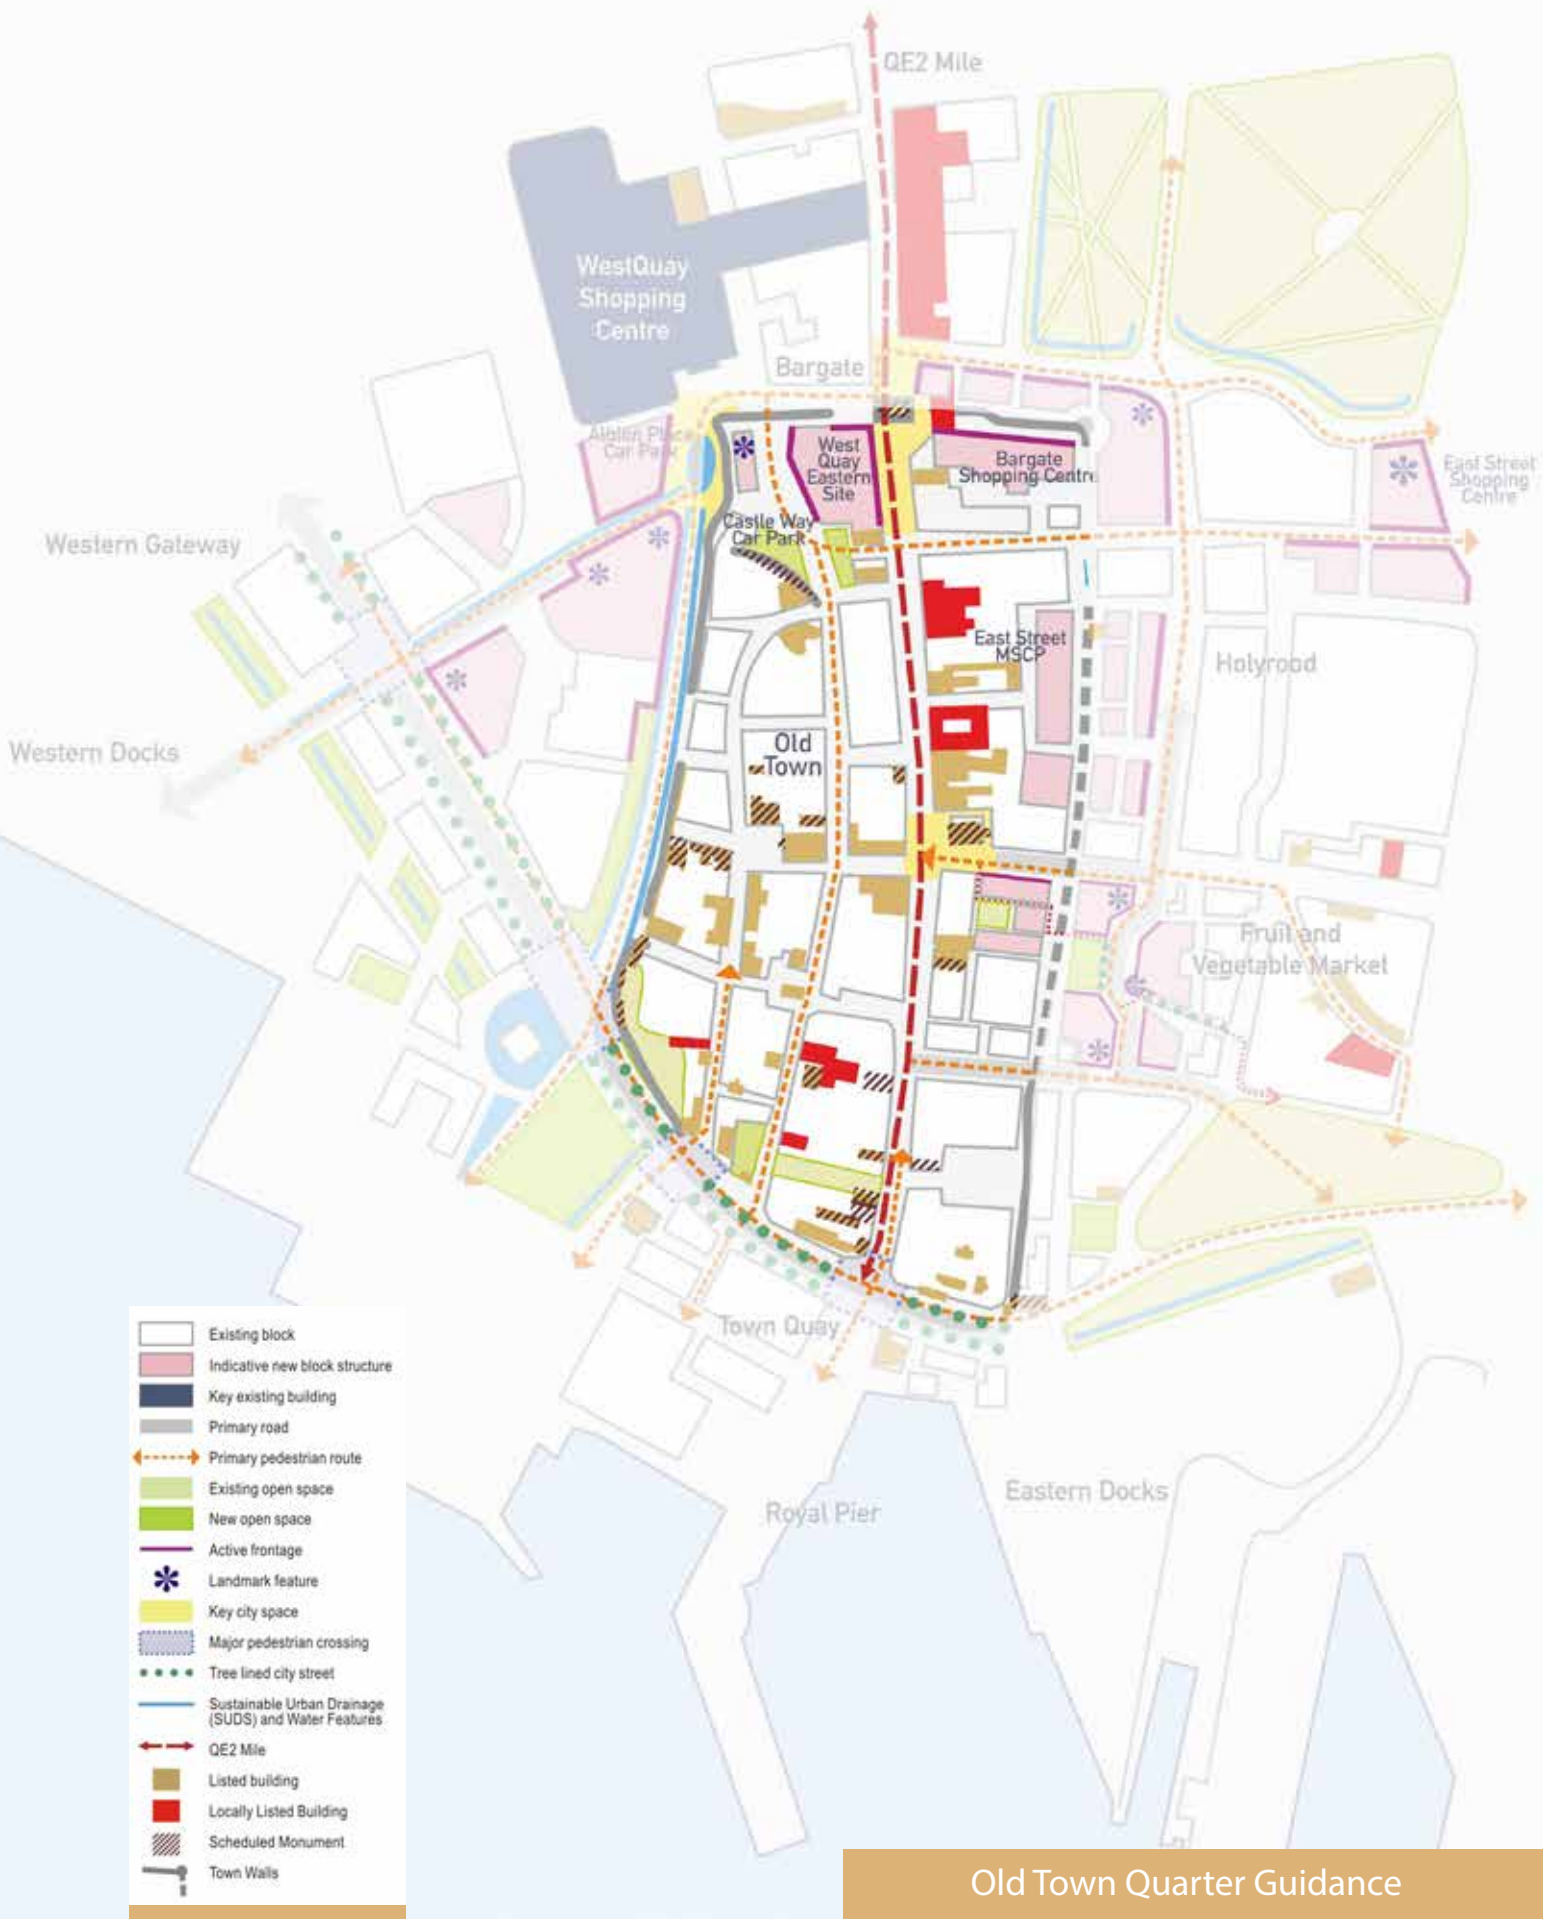 QE2 Mile
WestQuay
Shopping
Centre
Bargate
Albion Place
Car Park
West
Quay
Eastern
Site
Bargate
Shopping Centre
East Street
Shopping
Centre
Castle Way
Car Park
Western Gateway
East Street
MSCP
Holyrood
Western Docks
Old
Town
Fruit and
Vegetable Market
Town Quay
Royal Pier
Eastern Docks
Existing block
Indicative new block structure
Key existing building
Primary road
Primary pedestrian route
Existing open space
New open space
Active frontage
Landmark feature
Key city space
Major pedestrian crossing
Tree lined city street
Sustainable Urban Drainage
(SUDS) and Water Features
QE2 Mile
Listed building
Locally Listed Building
Scheduled Monument
Town Walls
Old Town Quarter Guidance